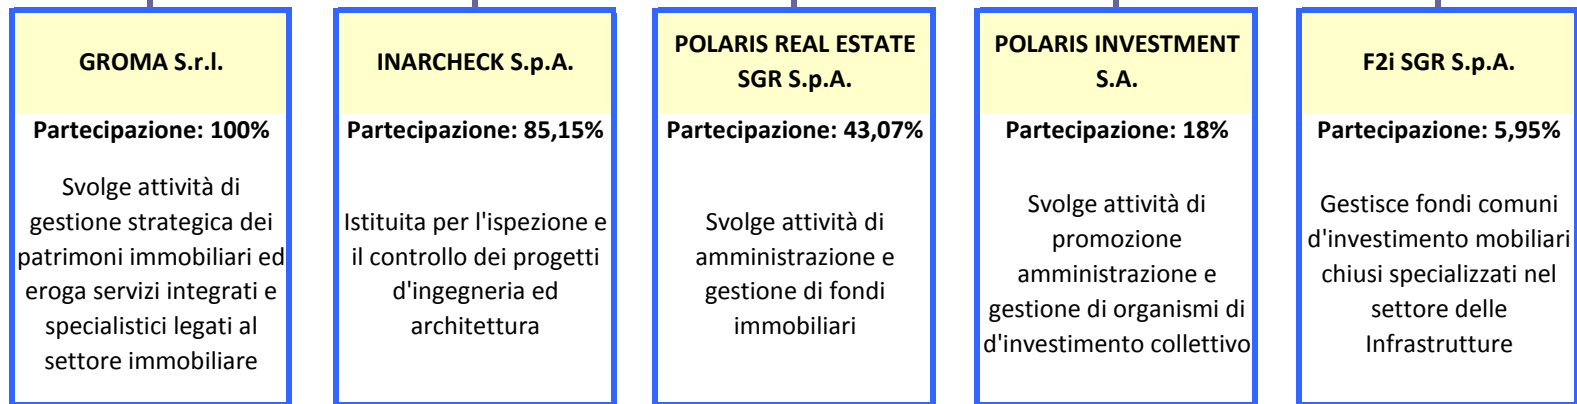 GROMA S.r.l.
Partecipazione: 100%
Svolge attività di
gestione strategica dei
patrimoni immobiliari ed
eroga servizi integrati e
specialistici legati al
settore immobiliare
INARCHECK S.p.A.
Partecipazione: 85,15%
Istituita per l'ispezione e
il controllo dei progetti
d'ingegneria ed
architettura
POLARIS REAL ESTATE
SGR S.p.A.
Partecipazione: 43,07%
Svolge attività di
amministrazione e
gestione di fondi
immobiliari
POLARIS INVESTMENT
S.A.
Partecipazione: 18%
Svolge attività di
promozione
amministrazione e
gestione di organismi di
d'investimento collettivo
F2i SGR S.p.A.
Partecipazione: 5,95%
Gestisce fondi comuni
d'investimento mobiliari
chiusi specializzati nel
settore delle
Infrastrutture